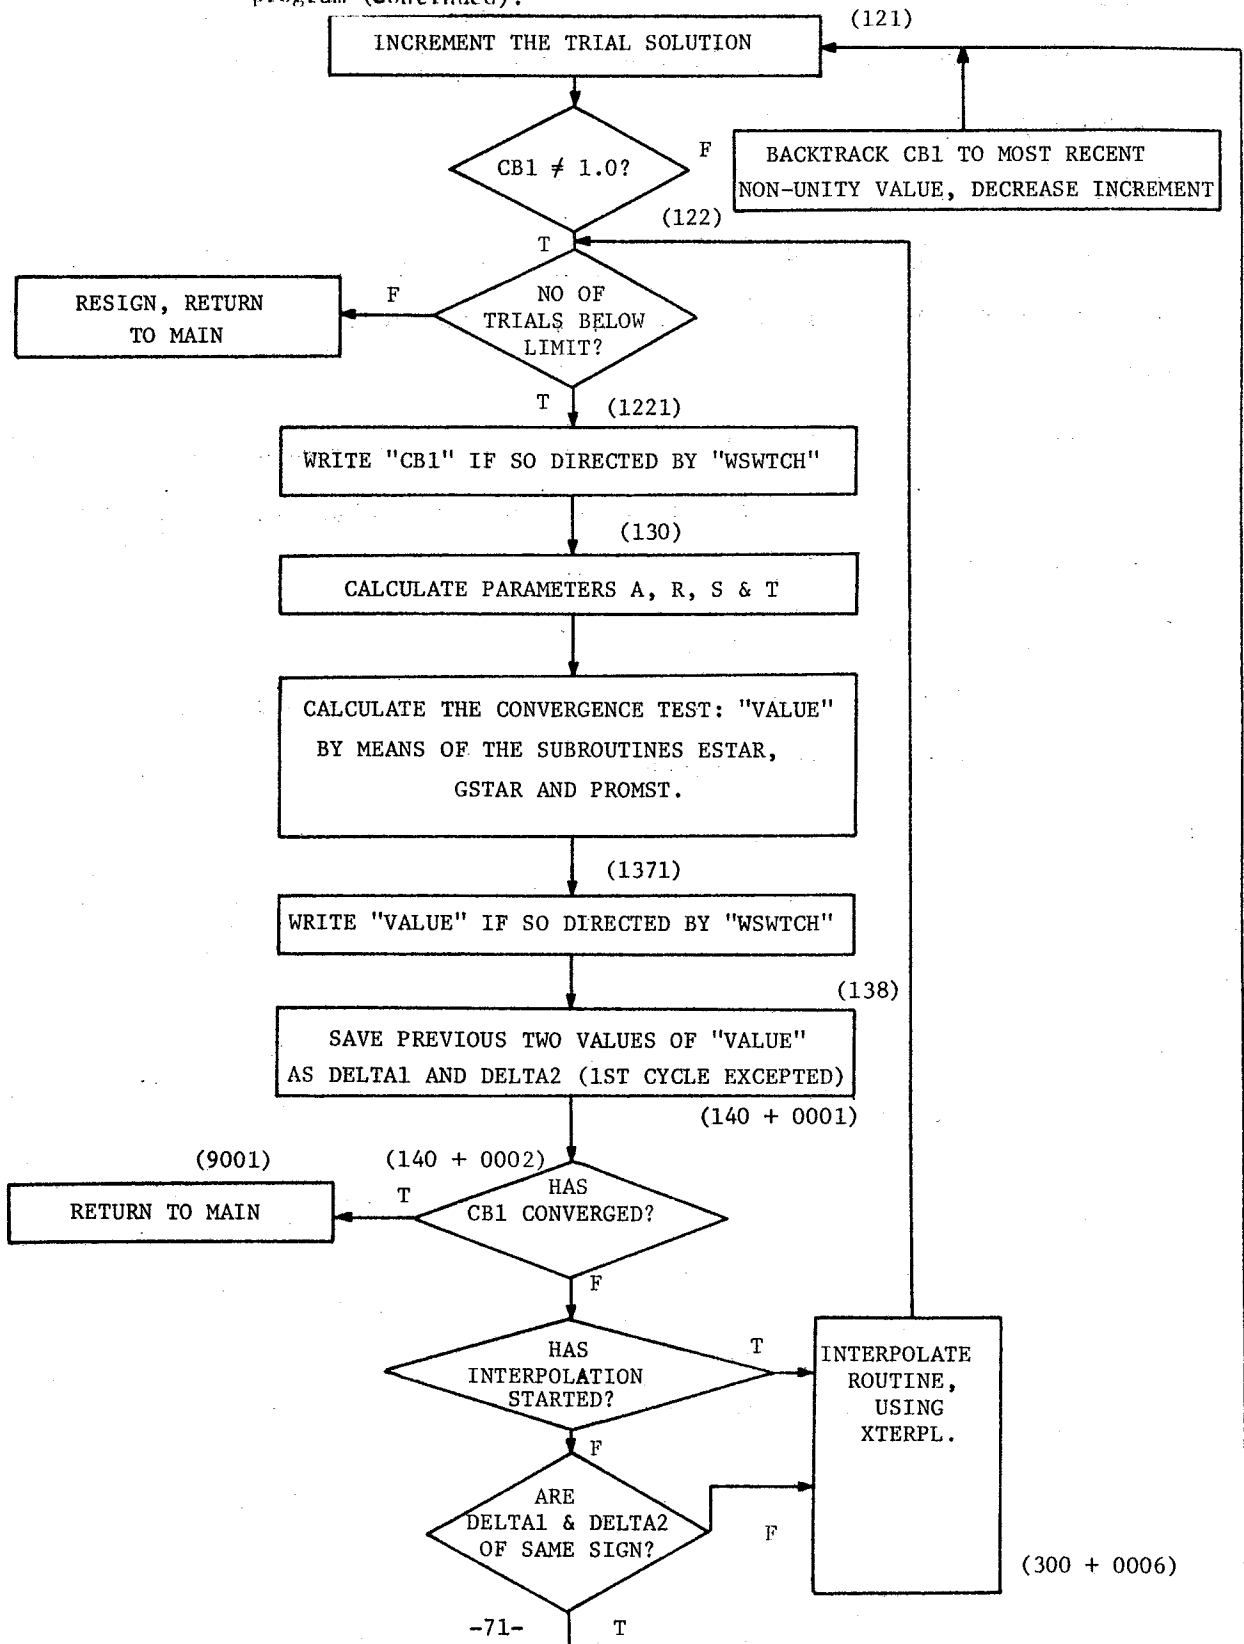 program (Continued).
(121)
INCREMENT THE TRIAL SOLUTION
CB1 ≠ 1.0?
F
BACKTRACK CB1 TO MOST RECENT
NON-UNITY VALUE, DECREASE INCREMENT
(122)
T
RESIGN, RETURN
TO MAIN
F
NO OF
TRIALS BELOW
LIMIT?
T
(1221)
WRITE "CB1" IF SO DIRECTED BY "WSWTCH"
(130)
CALCULATE PARAMETERS A, R, S & T
CALCULATE THE CONVERGENCE TEST: "VALUE"
BY MEANS OF THE SUBROUTINES ESTAR,
GSTAR AND PROMST.
(1371)
WRITE "VALUE" IF SO DIRECTED BY "WSWTCH"
(138)
SAVE PREVIOUS TWO VALUES OF "VALUE"
AS DELTA1 AND DELTA2 (1ST CYCLE EXCEPTED)
(140 + 0001)
(9001)
(140 + 0002)
RETURN TO MAIN
T
HAS
CB1 CONVERGED?
F
HAS
INTERPOLATION
STARTED?
T
INTERPOLATE
ROUTINE,
USING
XTERPL.
F
ARE
DELTA1 & DELTA2
OF SAME SIGN?
F
(300 + 0006)
-71-
T